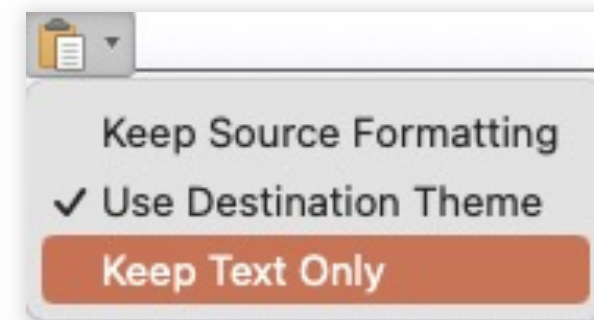 Keep Source Formatting
Use Destination Theme
Keep Text Only